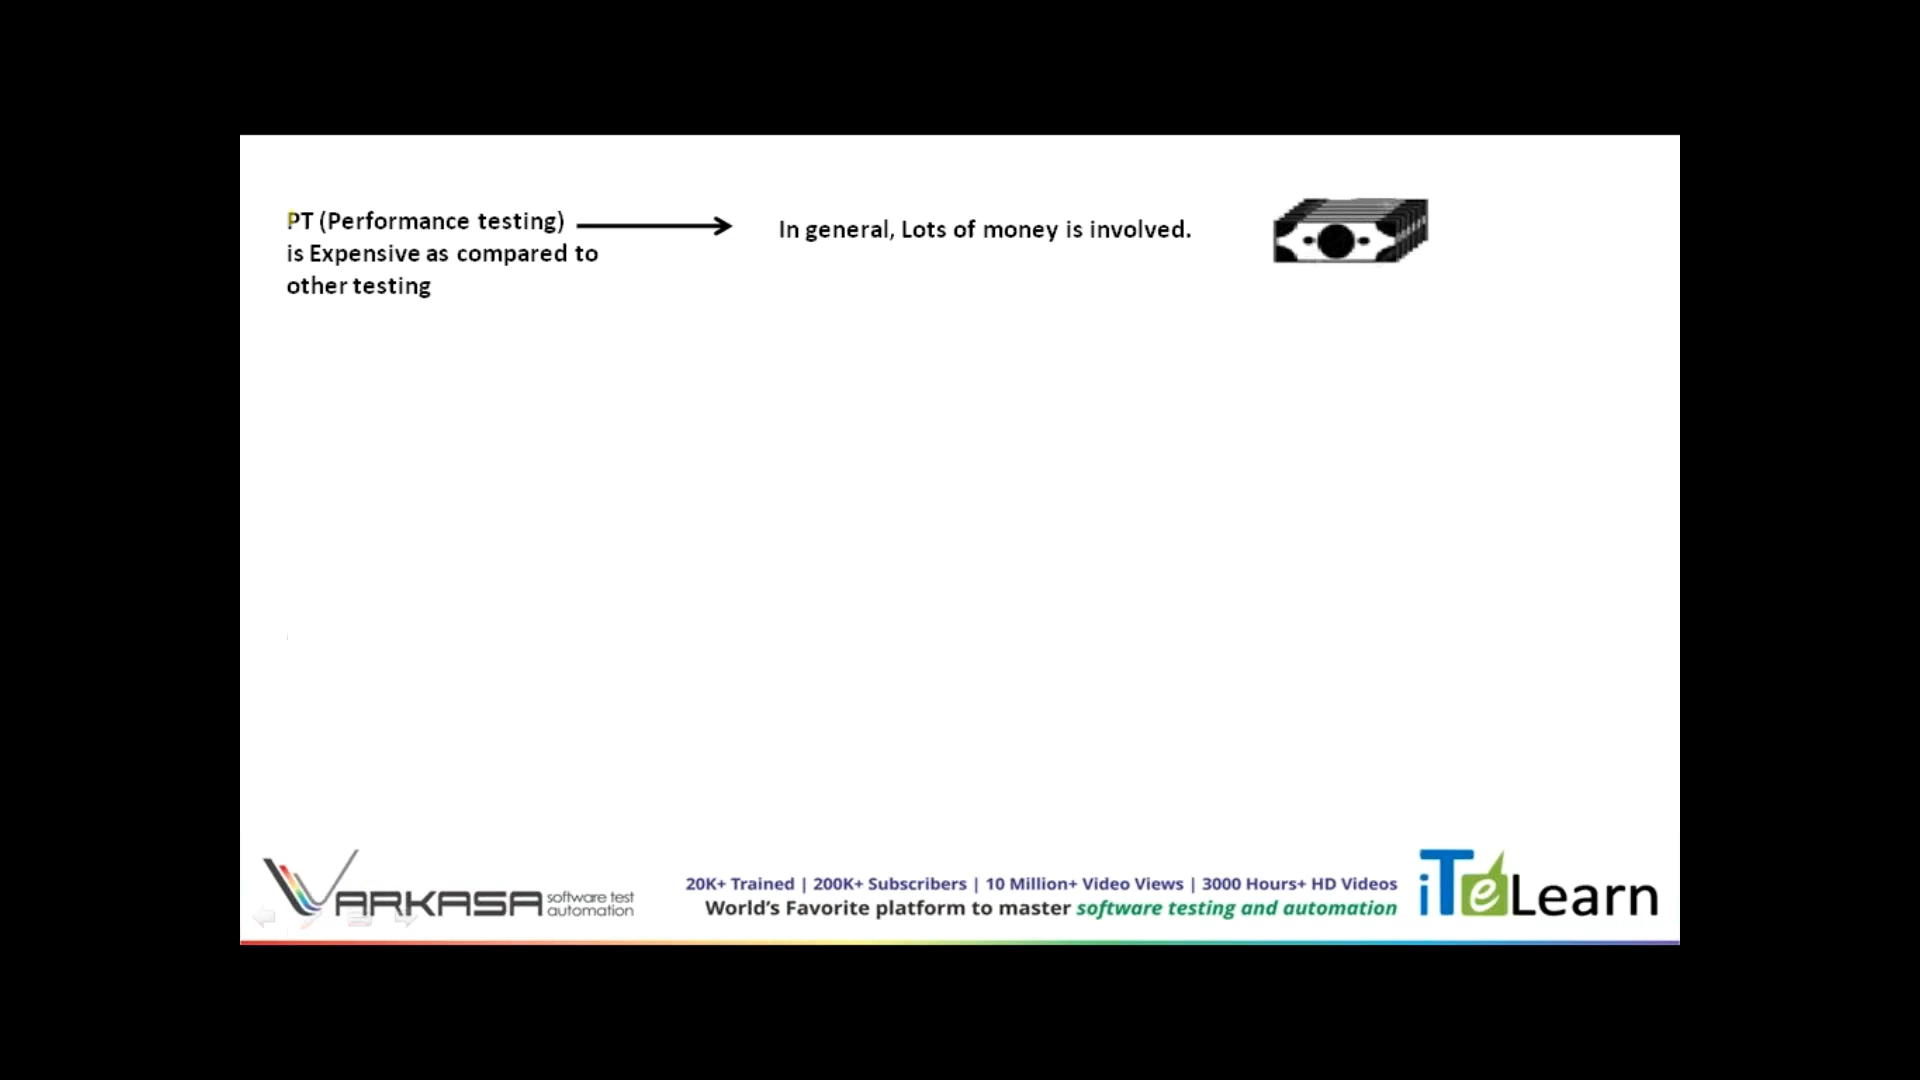 PT (Performance testing)
is Expensive as compared to
other testing
In general, Lots of money is involved.
VARKASA software test
automation
20K+ Trained | 200K+ Subscribers | 10 Million+ Video Views | 3000 Hours+ HD Videos
World's Favorite platform to master software testing and automation
iTeLearn